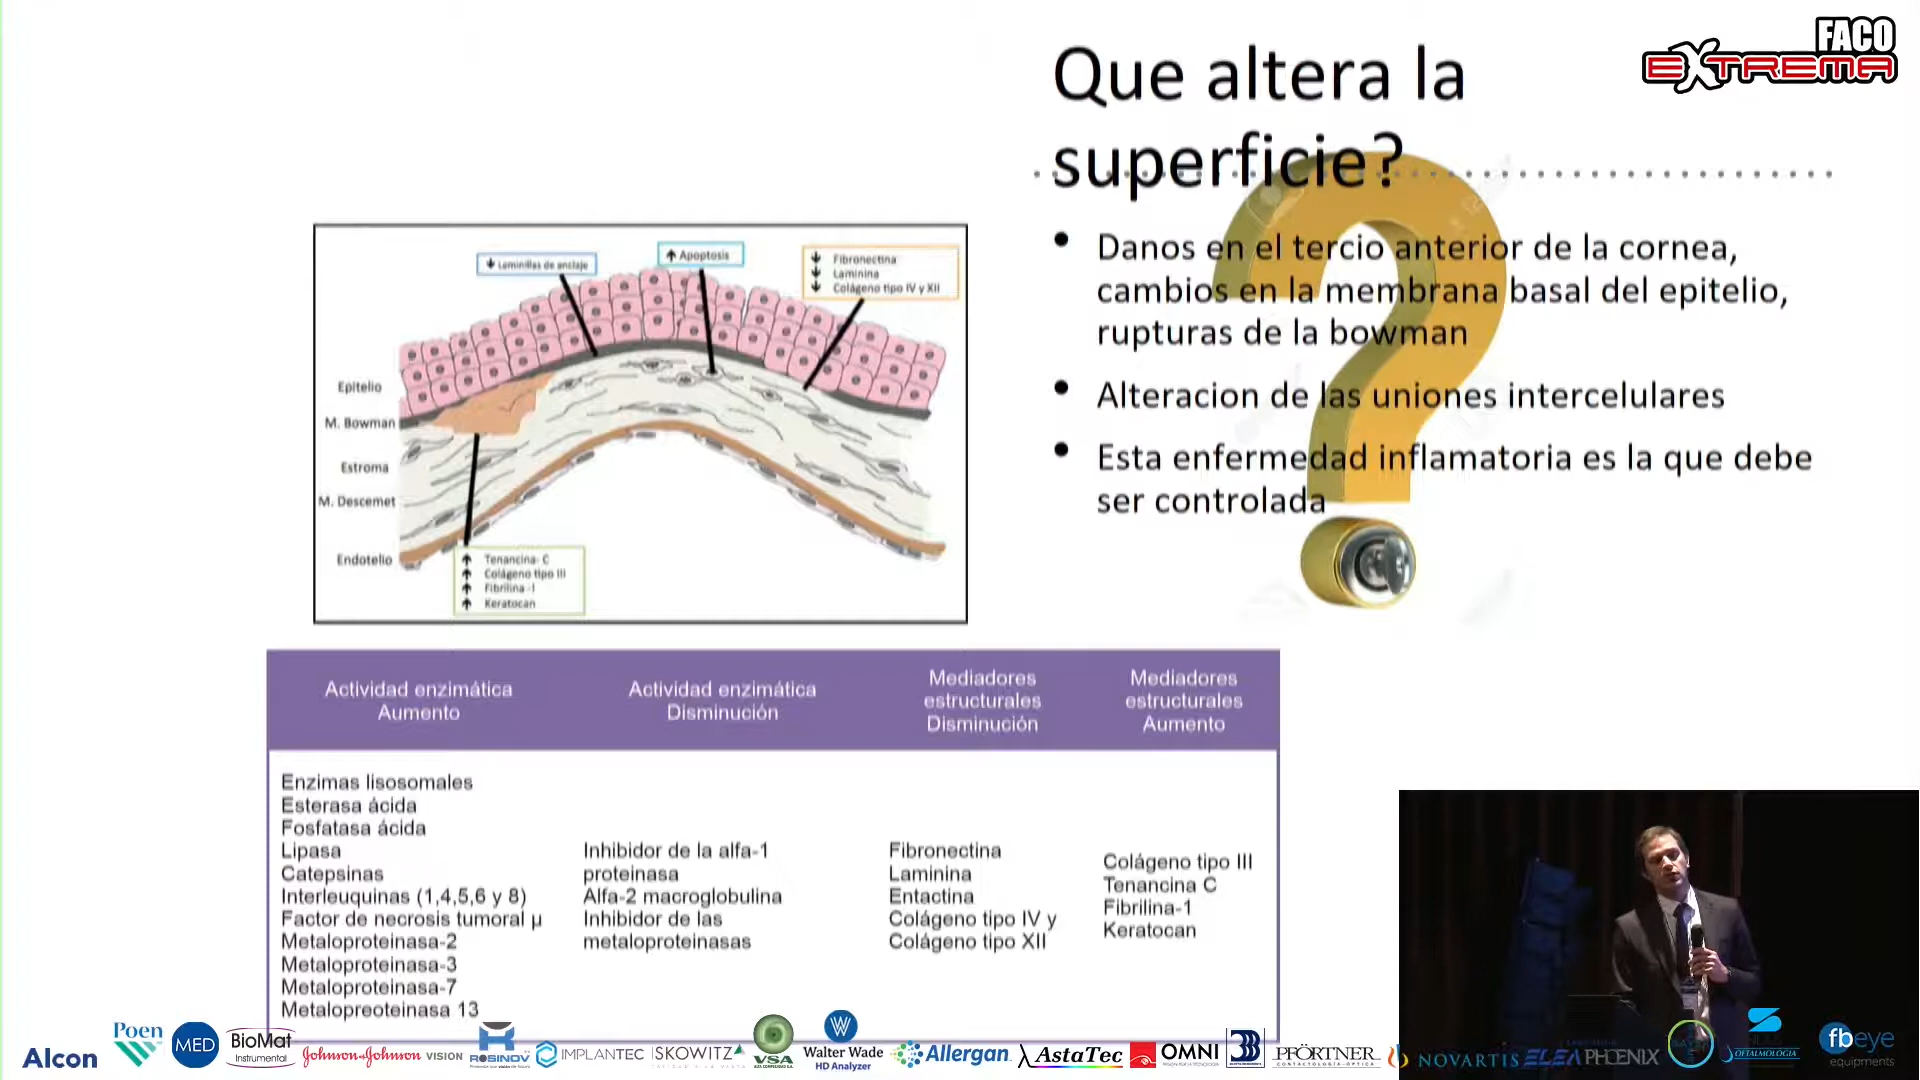 FACO
EXTREMA
Que altera la
superficie?
• Danos en el tercio anterior de la cornea,
cambios en la membrana basal del epitelio,
rupturas de la bowman
• Alteracion de las uniones intercelulares
• Esta enfermedad inflamatoria es la que debe
ser controlada
Laminillas de anclaje
Apoptosis
Fibronectina
Laminina
Colágeno tipo IV y XII
Epitelio
M. Bowman
Estroma
M. Descemet
Endotelio
Tenancina- C
Colágeno tipo III
Fibrilina -I
Keratocan
Actividad enzimática
Aumento
Actividad enzimática
Disminución
Mediadores
estructurales
Disminución
Mediadores
estructurales
Aumento
Enzimas lisosomales
Esterasa ácida
Fosfatasa ácida
Lipasa
Catepsinas
Interleuquinas (1,4,5,6 y 8)
Factor de necrosis tumoral µ
Metaloproteinasa-2
Metaloproteinasa-3
Metaloproteinasa-7
Metalopreoteinasa 13
Inhibidor de la alfa-1
proteinasa
Alfa-2 macroglobulina
Inhibidor de las
metaloproteinasas
Fibronectina
Laminina
Entactina
Colágeno tipo IV y
Colágeno tipo XII
Colágeno tipo III
Tenancina C
Fibrilina-1
Keratocan
Alcon
Poen
MED
BioMat
Instrumental
Johnson & Johnson VISION
ROSINOV
IMPLANTEC
SKOWITZ
VSA
W
Walter Wade
HD Analyzer
Allergan
AstaTec
OMNI
PFÖRTNER
CONTACTOLOGIA-OPTICA
NOVARTIS
ELEA PHOENIX
OFTALMOLOGIA
fbeye
equipments